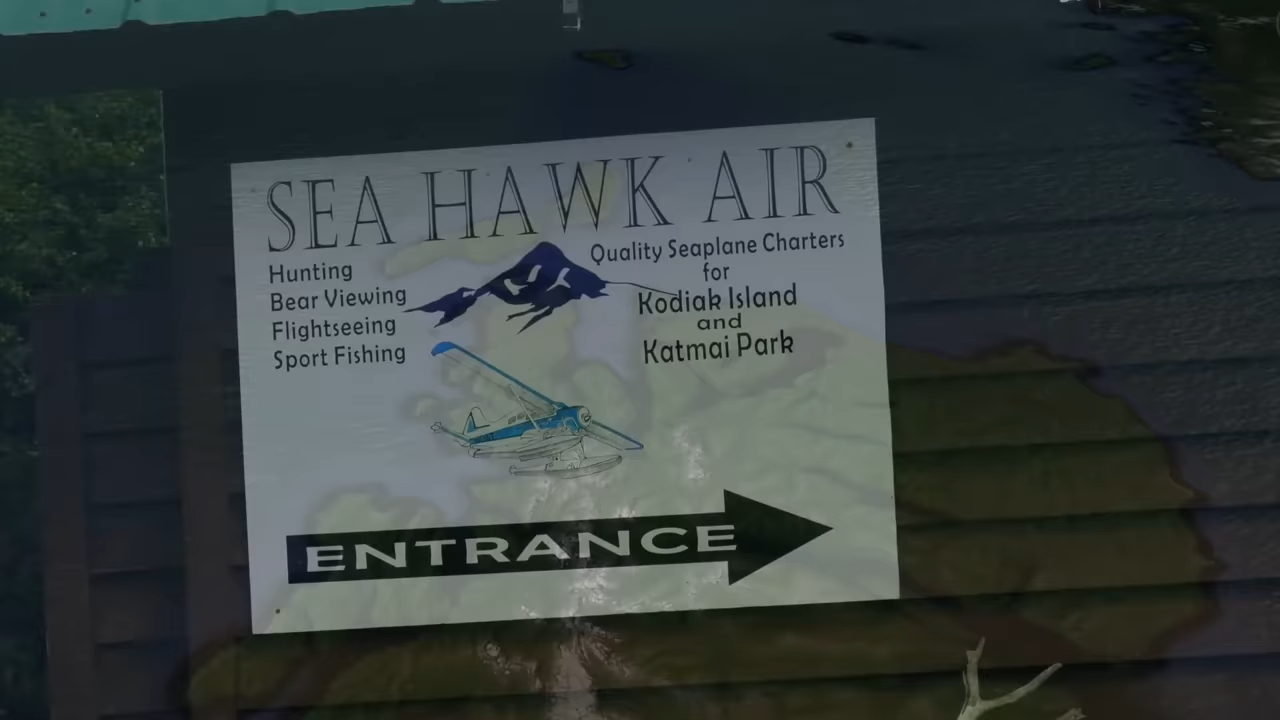 SEA HAWK AIR
Hunting
Bear Viewing
Flightseeing
Sport Fishing
Quality Seaplane Charters
for
Kodiak Island
and
Katmai Park
ENTRANCE